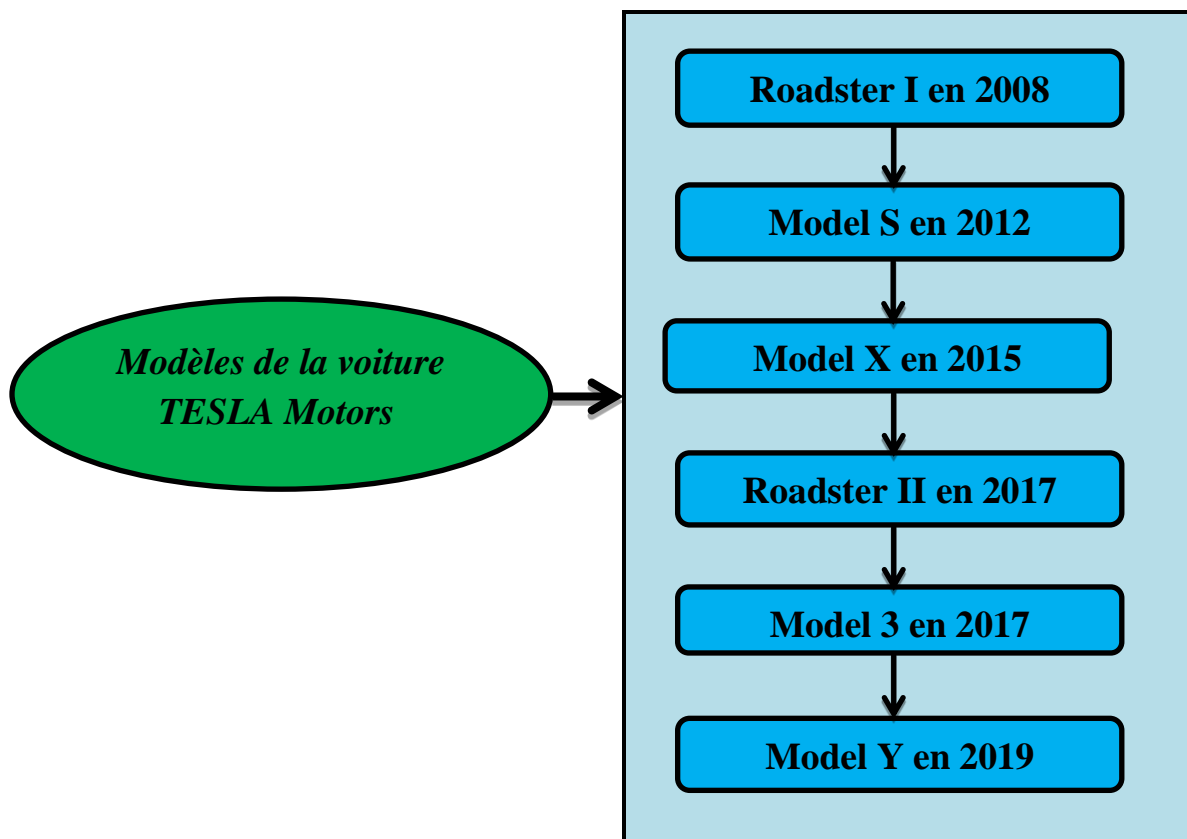 Modèles de la voiture
TESLA Motors
Roadster I en 2008
Model S en 2012
Model X en 2015
Roadster II en 2017
Model 3 en 2017
Model Y en 2019